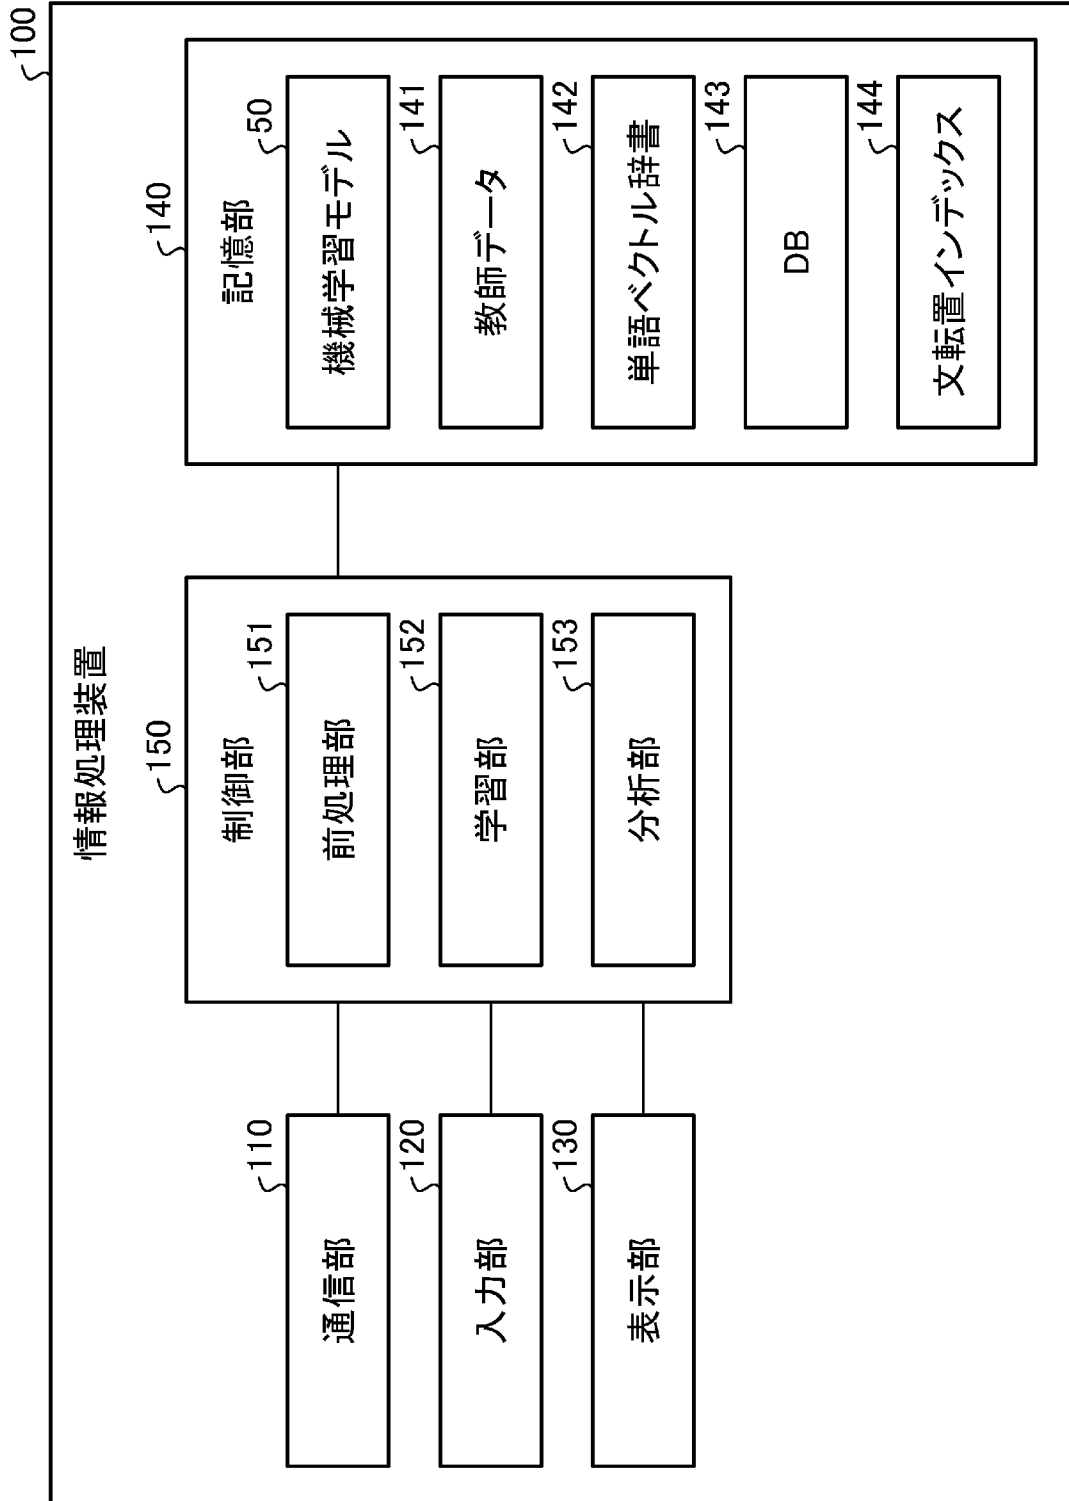 100
情報処理装置
110
通信部
120
入力部
130
表示部
150
制御部
151
前処理部
152
学習部
153
分析部
140
記憶部
50
機械学習モデル
141
教師データ
142
単語ベクトル辞書
143
DB
144
文転置インデックス